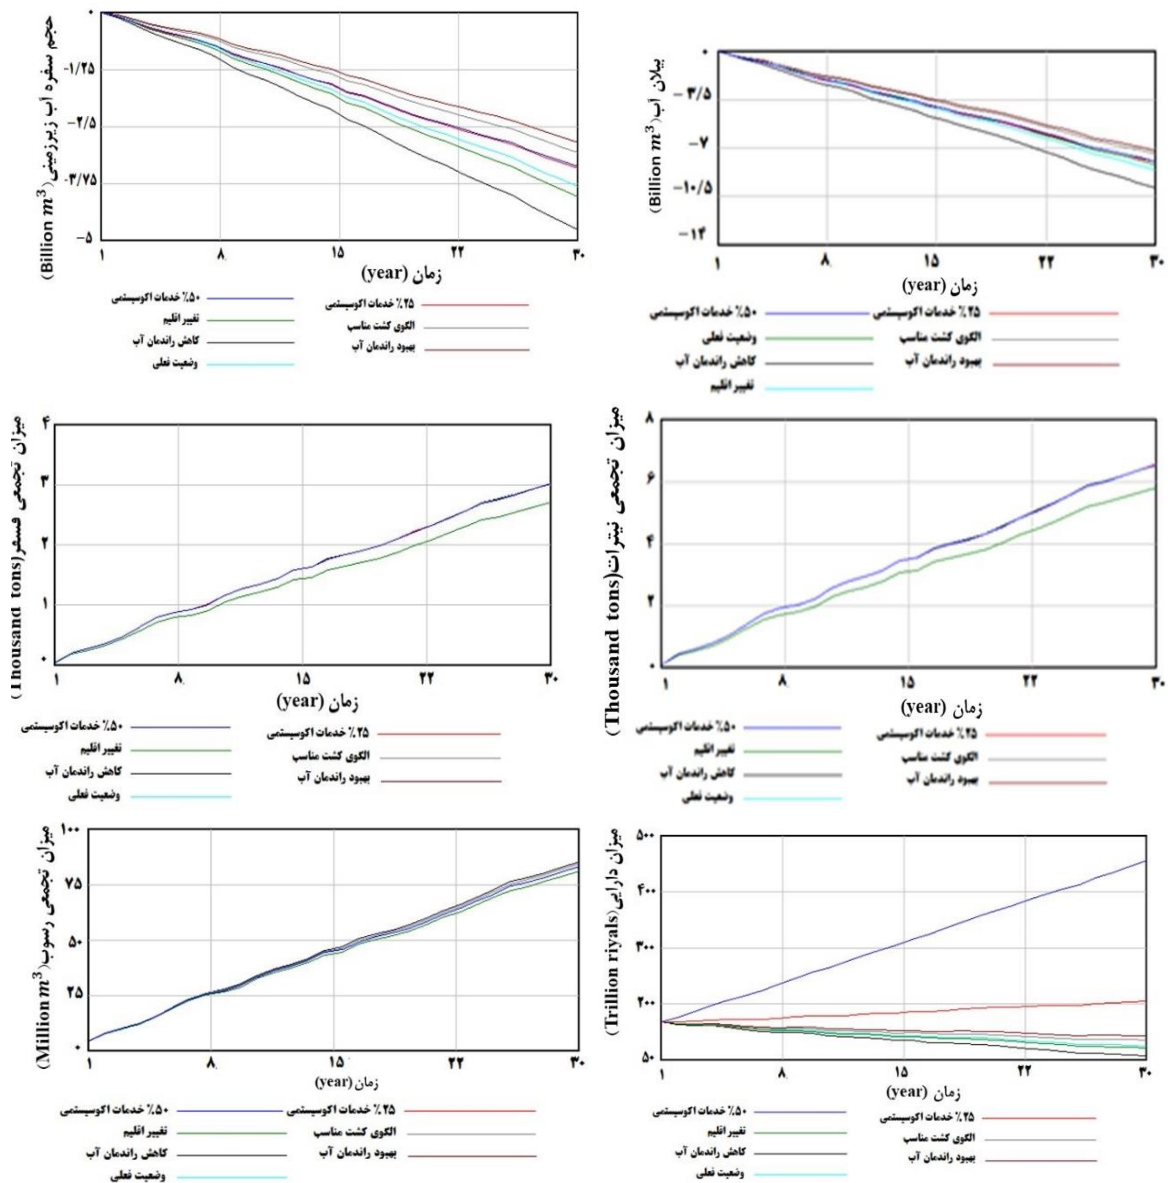 حجم سفره آب زیرزمینی(Billion m³)
۰
-۱/۲۵
-۲/۵
-۳/۷۵
-۵
۱ ۸ ۱۵ ۲۲ ۳۰
زمان (year)
۵۰٪ خدمات اکوسیستمی
تغییر اقلیم
کاهش راندمان آب
وضعیت فعلی
۲۵٪ خدمات اکوسیستمی
الگوی کشت مناسب
بهبود راندمان آب
بیلان آب(Billion m³)
۰
-۳/۵
-۷
-۱۰/۵
-۱۴
۱ ۸ ۱۵ ۲۲ ۳۰
زمان (year)
۵۰٪ خدمات اکوسیستمی
وضعیت فعلی
کاهش راندمان آب
تغییر اقلیم
۲۵٪ خدمات اکوسیستمی
الگوی کشت مناسب
بهبود راندمان آب
میزان تجمعی فسفر(Thousand tons)
۴
۳
۲
۱
۰
۱ ۸ ۱۵ ۲۲ ۳۰
زمان (year)
۵۰٪ خدمات اکوسیستمی
تغییر اقلیم
کاهش راندمان آب
وضعیت فعلی
۲۵٪ خدمات اکوسیستمی
الگوی کشت مناسب
بهبود راندمان آب
میزان تجمعی نیترات(Thousand tons)
۸
۶
۴
۲
۰
۱ ۸ ۱۵ ۲۲ ۳۰
زمان (year)
۵۰٪ خدمات اکوسیستمی
تغییر اقلیم
کاهش راندمان آب
وضعیت فعلی
۲۵٪ خدمات اکوسیستمی
الگوی کشت مناسب
بهبود راندمان آب
میزان تجمعی رسوب(Million m³)
۱۰۰
۷۵
۵۰
۲۵
۰
۱ ۸ ۱۵ ۲۲ ۳۰
زمان (year)
۵۰٪ خدمات اکوسیستمی
تغییر اقلیم
کاهش راندمان آب
وضعیت فعلی
۲۵٪ خدمات اکوسیستمی
الگوی کشت مناسب
بهبود راندمان آب
میزان دارایی(Trillion riyals)
۵۰۰
۴۰۰
۳۰۰
۲۰۰
۵۰
۱ ۸ ۱۵ ۲۲ ۳۰
زمان (year)
۵۰٪ خدمات اکوسیستمی
تغییر اقلیم
کاهش راندمان آب
وضعیت فعلی
۲۵٪ خدمات اکوسیستمی
الگوی کشت مناسب
بهبود راندمان آب